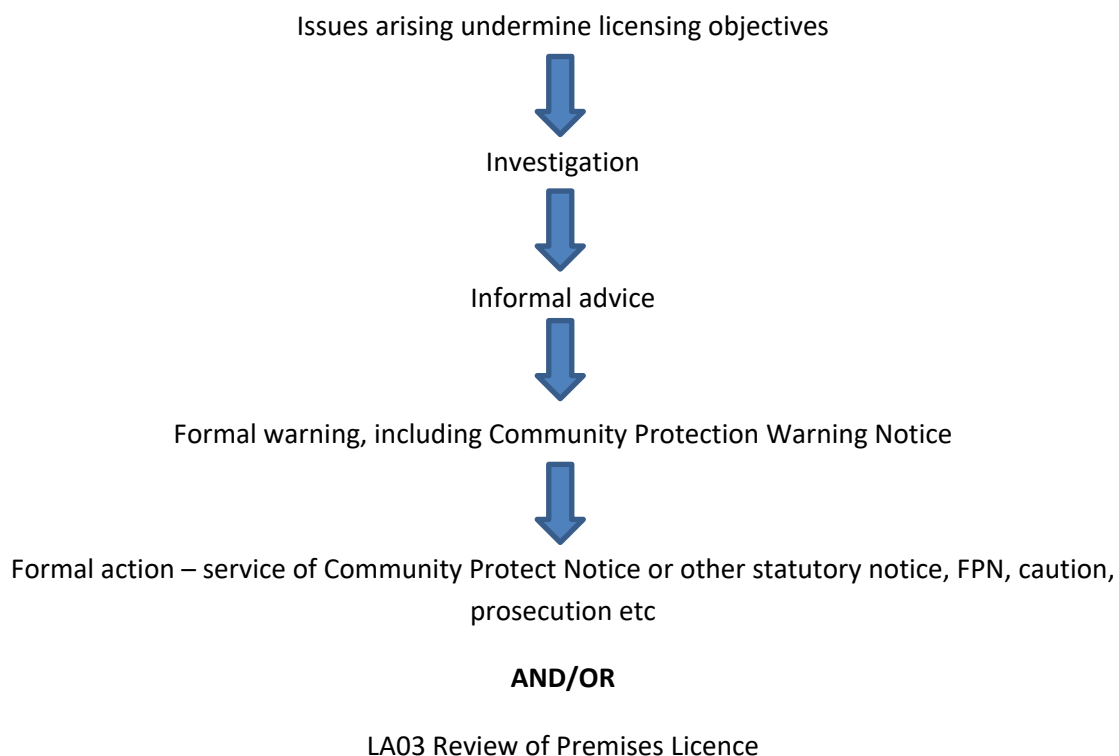 Issues arising undermine licensing objectives
Investigation
Informal advice
Formal warning, including Community Protection Warning Notice
Formal action – service of Community Protect Notice or other statutory notice, FPN, caution,
prosecution etc
AND/OR
LA03 Review of Premises Licence